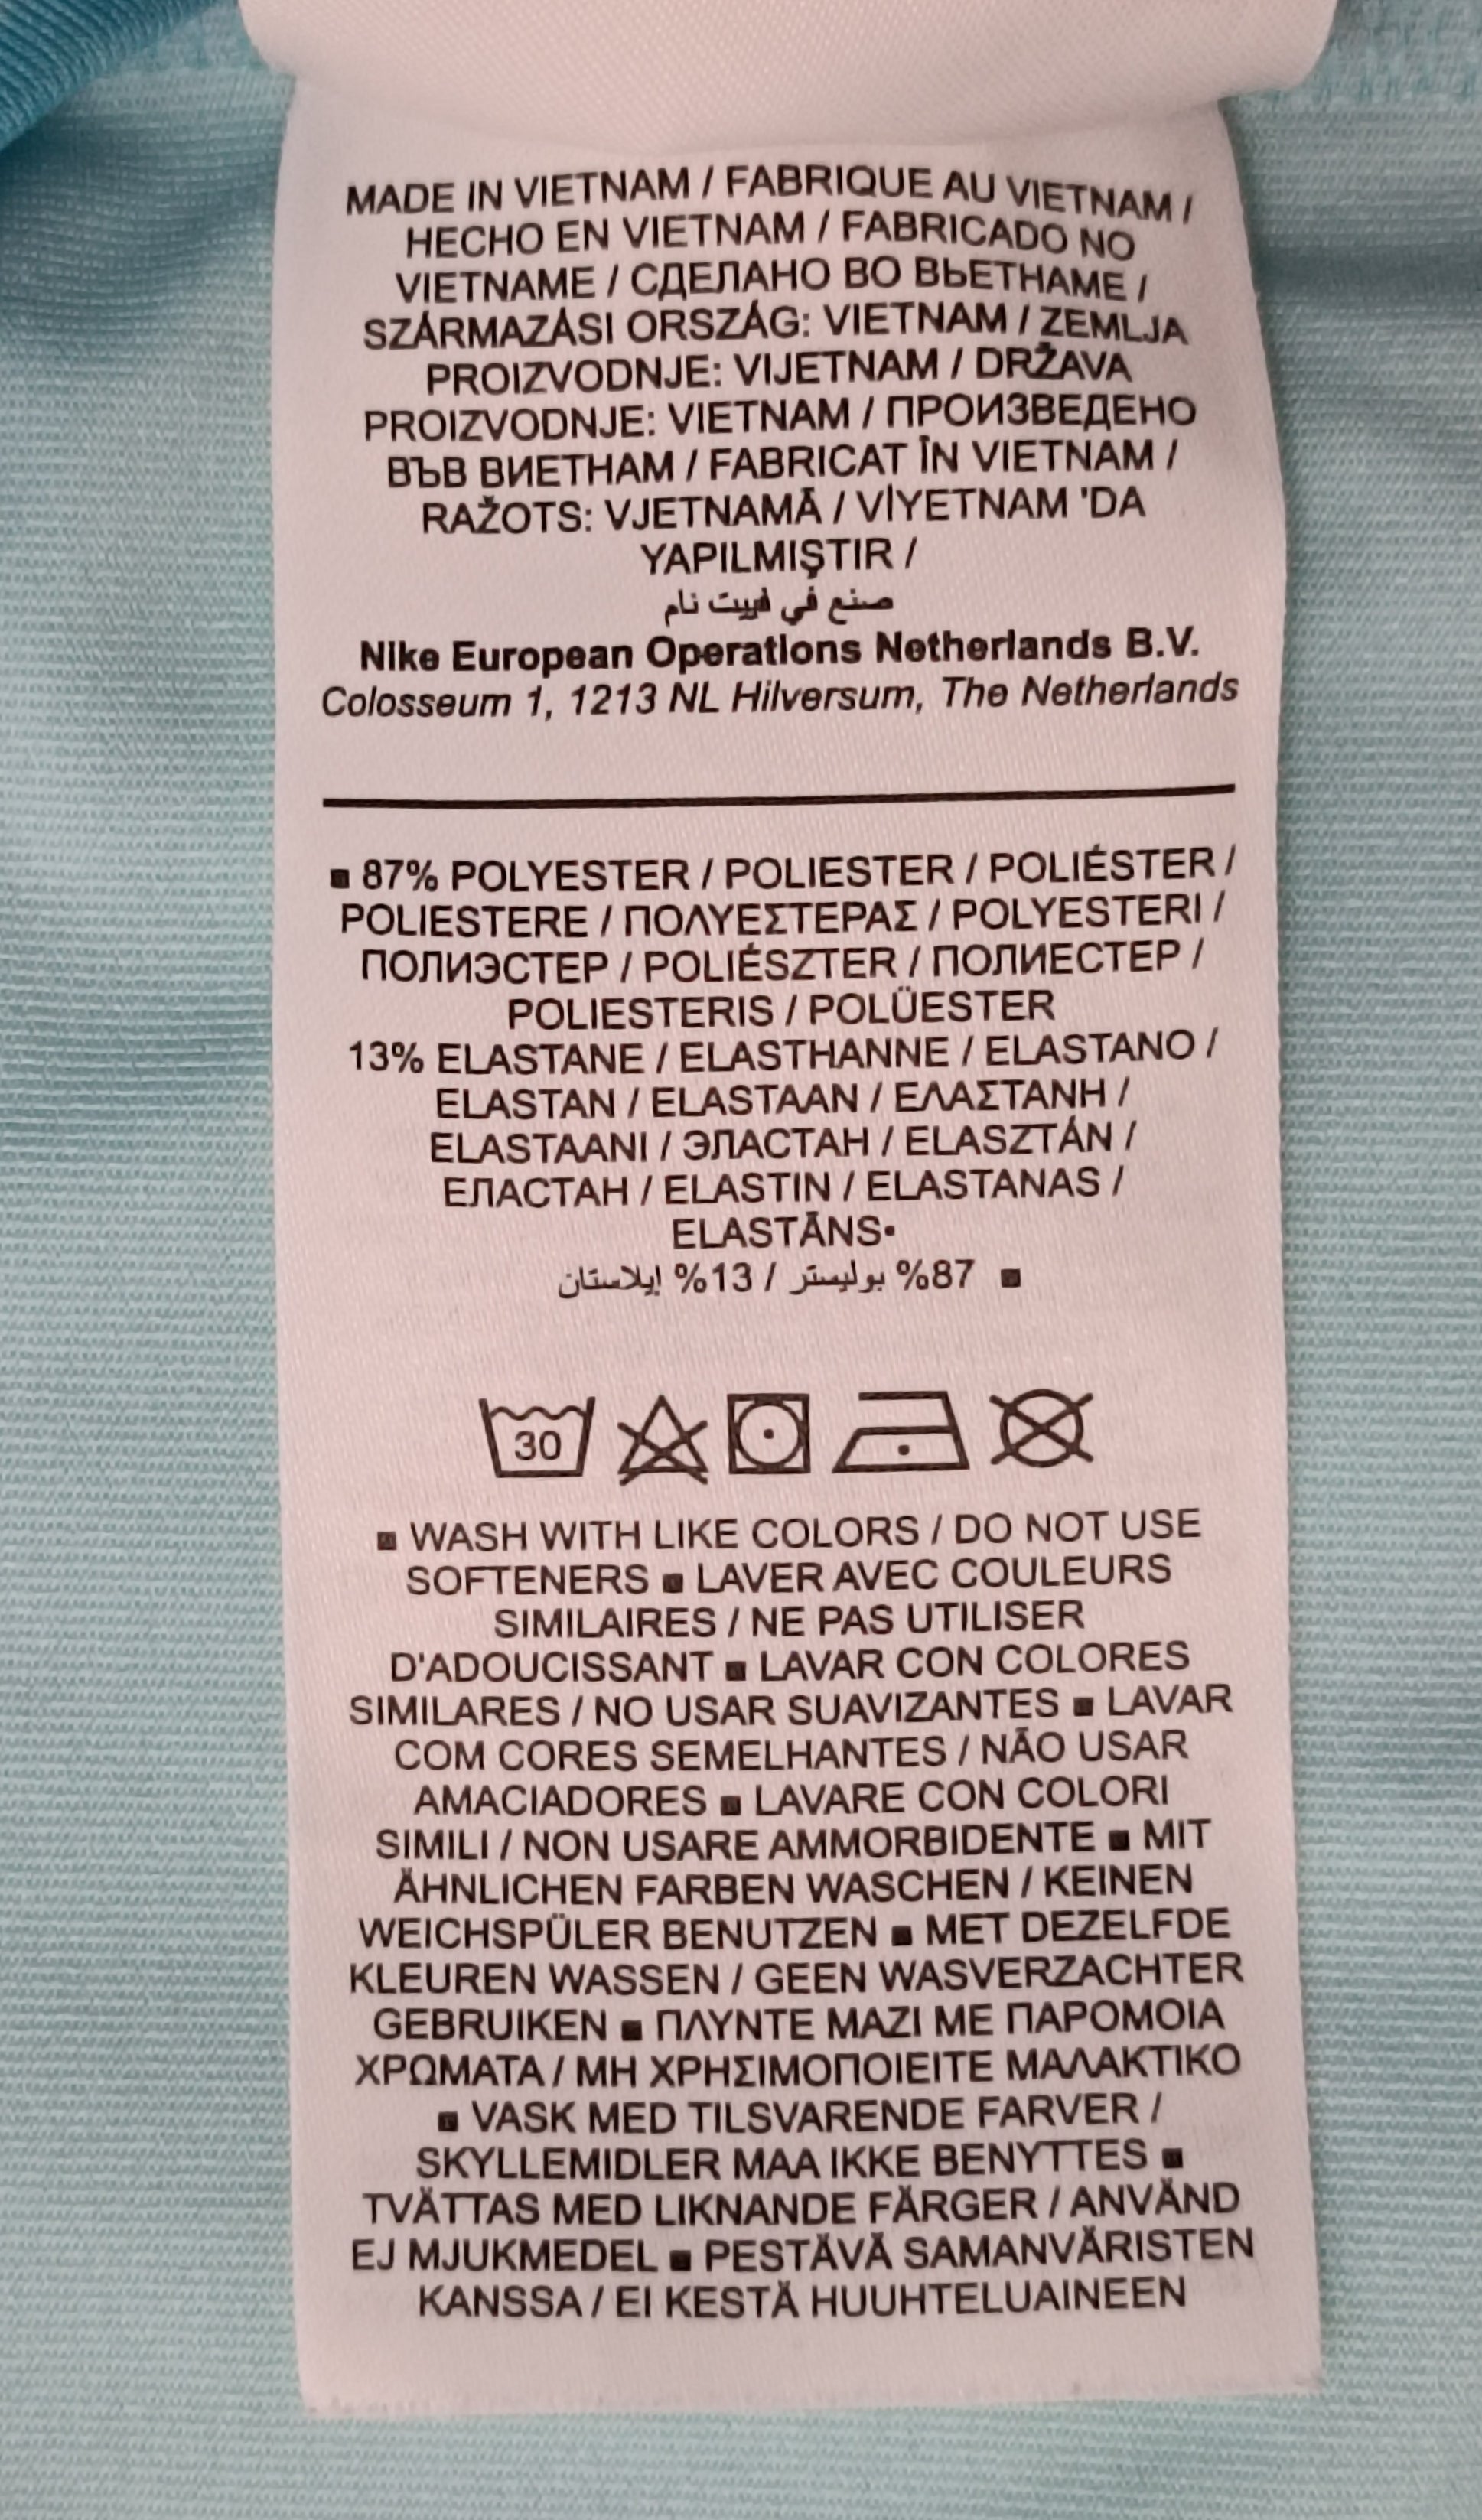 MADE IN VIETNAM / FABRIQUE AU VIETNAM /
HECHO EN VIETNAM / FABRICADO NO
VIETNAME / СДЕЛАНО ВО ВЬЕТНАМЕ /
SZÁRMAZÁSI ORSZÁG: VIETNAM / ZEMLJA
PROIZVODNJE: VIJETNAM / DRŽAVA
PROIZVODNJE: VIETNAM / ПРОИЗВЕДЕНО
ВЪВ ВИЕТНАМ / FABRICAT ÎN VIETNAM /
RAŽOTS: VJETNAMĀ / VİYETNAM 'DA
YAPILMIŞTIR /
صنع في فييت نام
Nike European Operations Netherlands B.V.
Colosseum 1, 1213 NL Hilversum, The Netherlands
▪ 87% POLYESTER / POLIESTER / POLIÉSTER /
POLIESTERE / ΠΟΛΥΕΣΤΕΡΑΣ / POLYESTERI /
ПОЛИЭСТЕР / POLIÉSZTER / ПОЛИЕСТЕР /
POLIESTERIS / POLÜESTER
13% ELASTANE / ELASTHANNE / ELASTANO /
ELASTAN / ELASTAAN / ΕΛΑΣΤΑΝΗ /
ELASTAANI / ЭЛАСТАН / ELASZTÁN /
ЕЛАСТАН / ELASTIN / ELASTANAS /
ELASTĀNS•
▪ 87% بوليستر / 13% إيلاستان
30
▪ WASH WITH LIKE COLORS / DO NOT USE
SOFTENERS ▪ LAVER AVEC COULEURS
SIMILAIRES / NE PAS UTILISER
D'ADOUCISSANT ▪ LAVAR CON COLORES
SIMILARES / NO USAR SUAVIZANTES ▪ LAVAR
COM CORES SEMELHANTES / NÃO USAR
AMACIADORES ▪ LAVARE CON COLORI
SIMILI / NON USARE AMMORBIDENTE ▪ MIT
ÄHNLICHEN FARBEN WASCHEN / KEINEN
WEICHSPÜLER BENUTZEN ▪ MET DEZELFDE
KLEUREN WASSEN / GEEN WASVERZACHTER
GEBRUIKEN ▪ ΠΛΥΝΤΕ ΜΑΖΙ ΜΕ ΠΑΡΟΜΟΙΑ
ΧΡΩΜΑΤΑ / ΜΗ ΧΡΗΣΙΜΟΠΟΙΕΙΤΕ ΜΑΛΑΚΤΙΚΟ
▪ VASK MED TILSVARENDE FARVER /
SKYLLEMIDLER MAA IKKE BENYTTES ▪
TVÄTTAS MED LIKNANDE FÄRGER / ANVÄND
EJ MJUKMEDEL ▪ PESTÄVÄ SAMANVÄRISTEN
KANSSA / EI KESTÄ HUUHTELUAINEEN